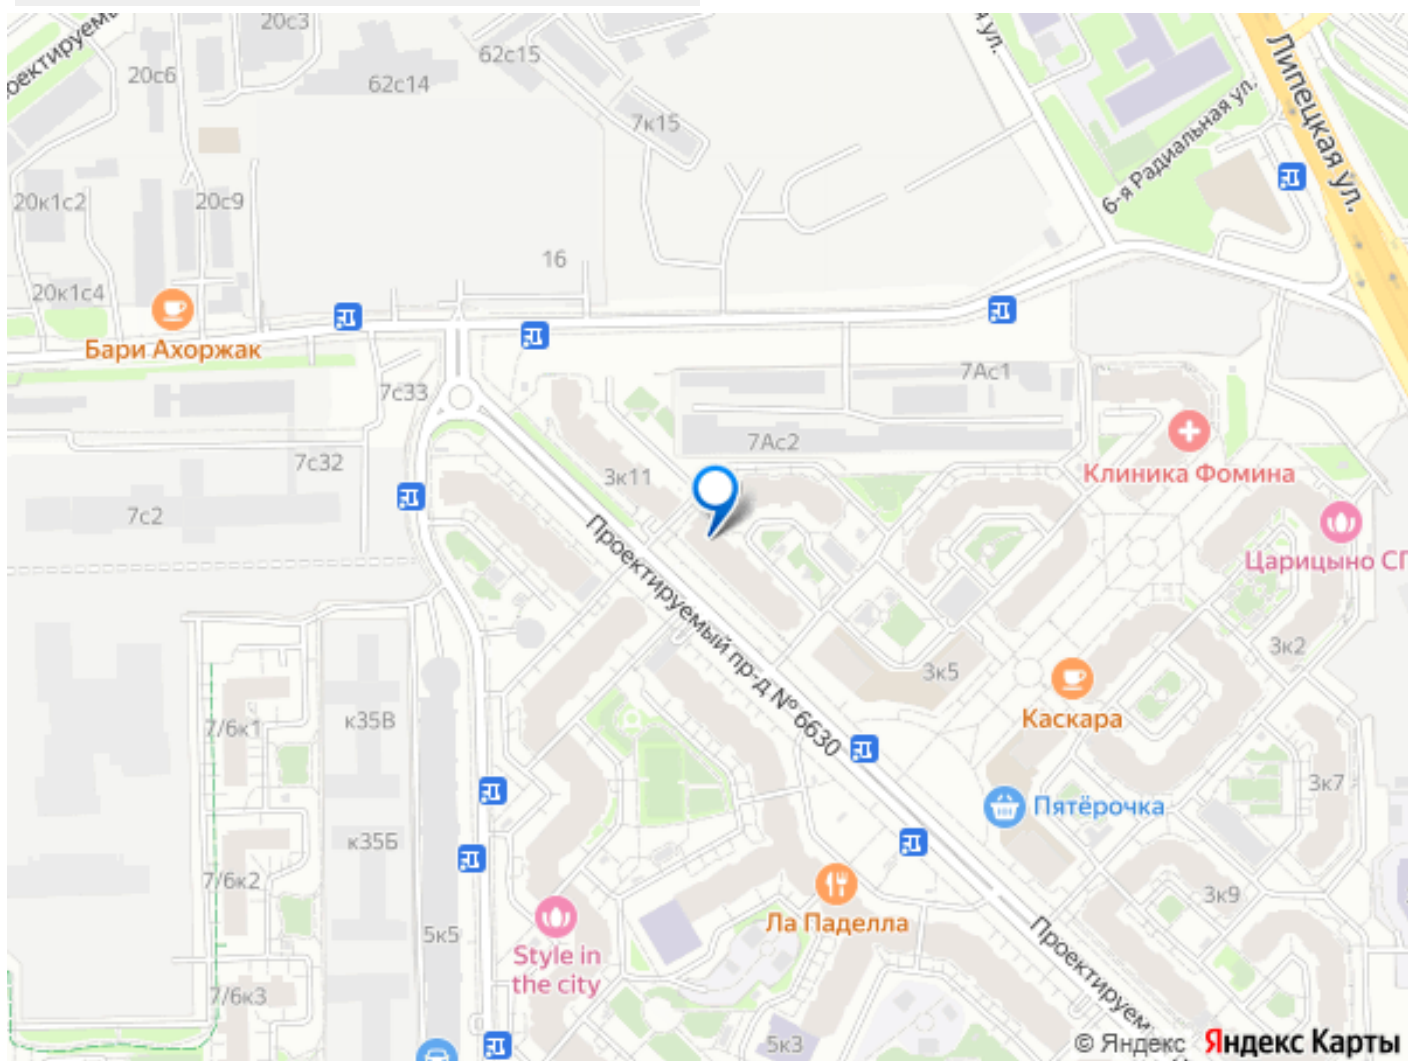 20с3
оектируемы
20с6
62с15
62с14
7к15
ул.
Липецкая ул.
6-я Радиальная ул.
20к1с2
20с9
16
20к1с4
Бари Ахоржак
7с33
7Ас1
7Ас2
3к11
7с32
7с2
Клиника Фомина
Царицыно СП
Проектируемый пр-д № 6630
3к5
3к2
Каскара
7/6к1
к35В
3к7
Пятёрочка
к35Б
7/6к2
3к9
Ла Паделла
5к5
Style in
the city
Проектируем
7/6к3
5к3
© Яндекс Яндекс Карты